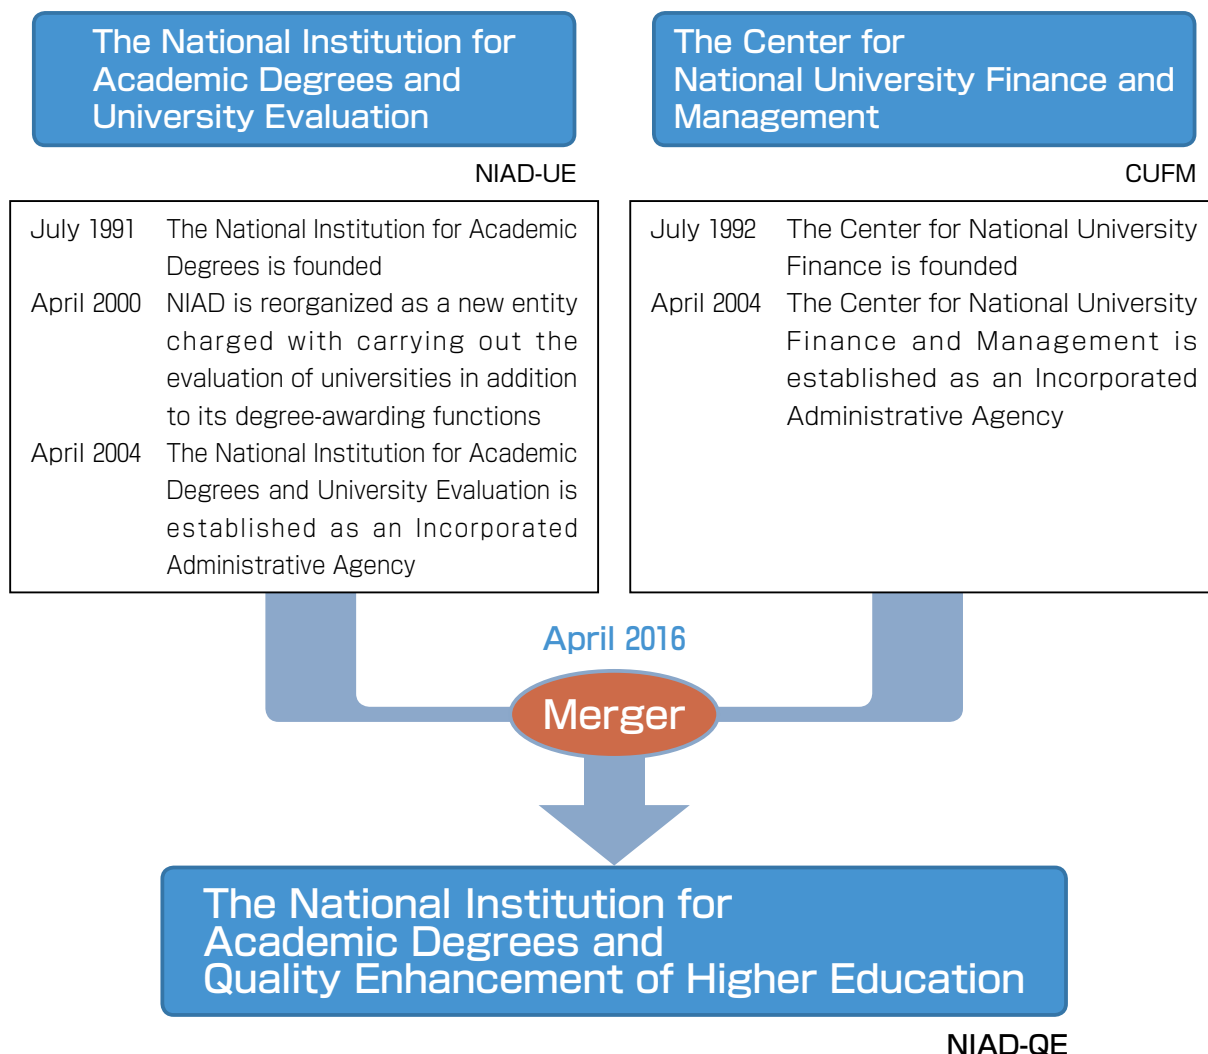 The National Institution for
Academic Degrees and
University Evaluation
NIAD-UE
July 1991 The National Institution for Academic
Degrees is founded
April 2000 NIAD is reorganized as a new entity
charged with carrying out the
evaluation of universities in addition
to its degree-awarding functions
April 2004 The National Institution for Academic
Degrees and University Evaluation is
established as an Incorporated
Administrative Agency
The Center for
National University Finance and
Management
CUFM
July 1992 The Center for National University
Finance is founded
April 2004 The Center for National University
Finance and Management is
established as an Incorporated
Administrative Agency
April 2016
Merger
The National Institution for
Academic Degrees and
Quality Enhancement of Higher Education
NIAD-QE